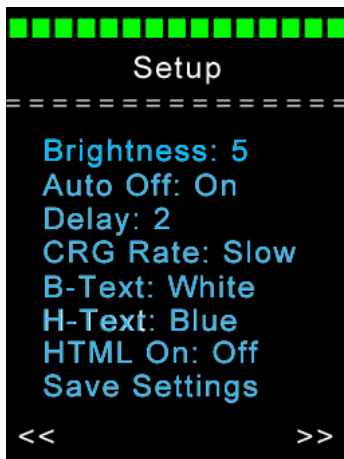 Setup
================
Brightness: 5
Auto Off: On
Delay: 2
CRG Rate: Slow
B-Text: White
H-Text: Blue
HTML On: Off
Save Settings
<< >>